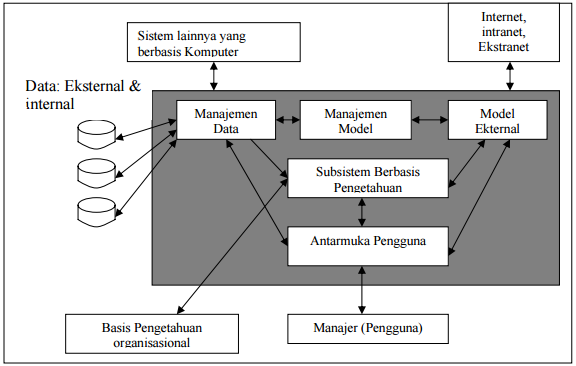 Sistem lainnya yang
berbasis Komputer
Internet,
intranet,
Ekstranet
Data: Eksternal &
internal
Manajemen
Data
Manajemen
Model
Model
Ekternal
Subsistem Berbasis
Pengetahuan
Antarmuka Pengguna
Basis Pengetahuan
organisasional
Manajer (Pengguna)